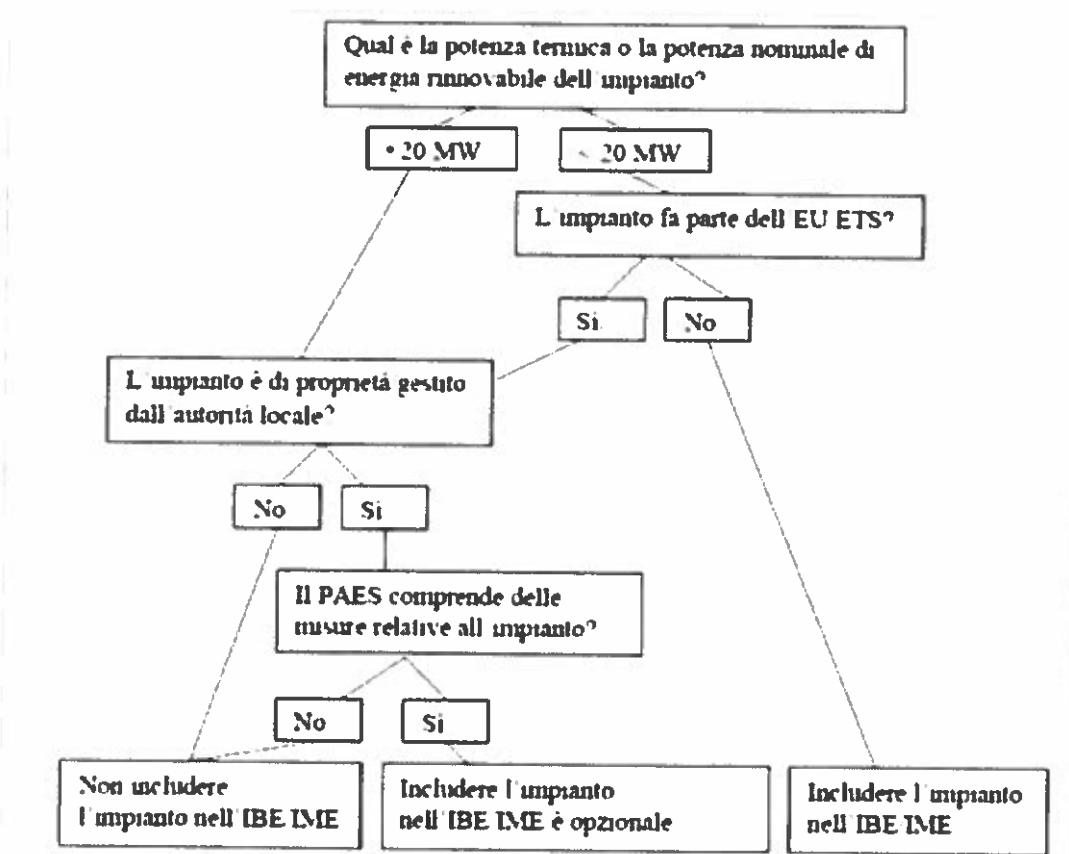 Qual è la potenza termica o la potenza nominale di
energia rinnovabile dell'impianto?
20 MW
20 MW
L'impianto fa parte dell'EU ETS?
Si
No
L'impianto è di proprietà gestito
dall'autorità locale?
No
Si
Il PAES comprende delle
misure relative all'impianto?
No
Si
Non includere
l'impianto nell'IBE IME
Includere l'impianto
nell'IBE IME è opzionale
Includere l'impianto
nell'IBE IME